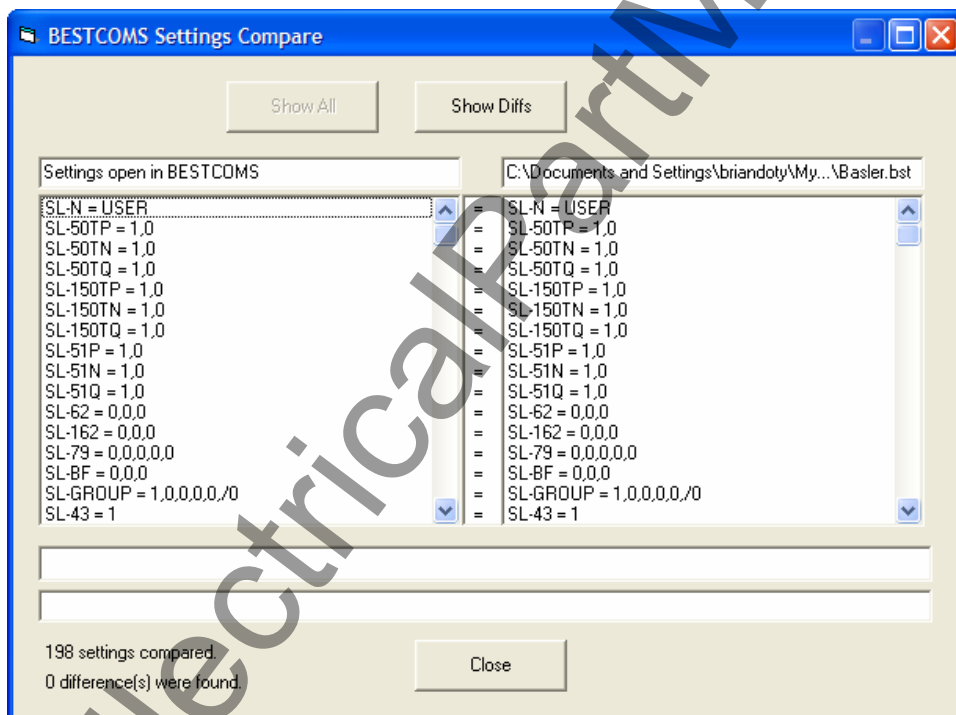 BESTCOMS Settings Compare
Show All
Show Diffs
Settings open in BESTCOMS
C:\Documents and Settings\briandoty\My...\Basler.bst
SL-N = USER = SL-N = USER
SL-50TP = 1,0 = SL-50TP = 1,0
SL-50TN = 1,0 = SL-50TN = 1,0
SL-50TQ = 1,0 = SL-50TQ = 1,0
SL-150TP = 1,0 = SL-150TP = 1,0
SL-150TN = 1,0 = SL-150TN = 1,0
SL-150TQ = 1,0 = SL-150TQ = 1,0
SL-51P = 1,0 = SL-51P = 1,0
SL-51N = 1,0 = SL-51N = 1,0
SL-51Q = 1,0 = SL-51Q = 1,0
SL-62 = 0,0,0 = SL-62 = 0,0,0
SL-162 = 0,0,0 = SL-162 = 0,0,0
SL-79 = 0,0,0,0,0 = SL-79 = 0,0,0,0,0
SL-BF = 0,0,0 = SL-BF = 0,0,0
SL-GROUP = 1,0,0,0,0,/0 = SL-GROUP = 1,0,0,0,0,/0
SL-43 = 1 = SL-43 = 1
198 settings compared.
0 difference(s) were found.
Close
llectricalPartM